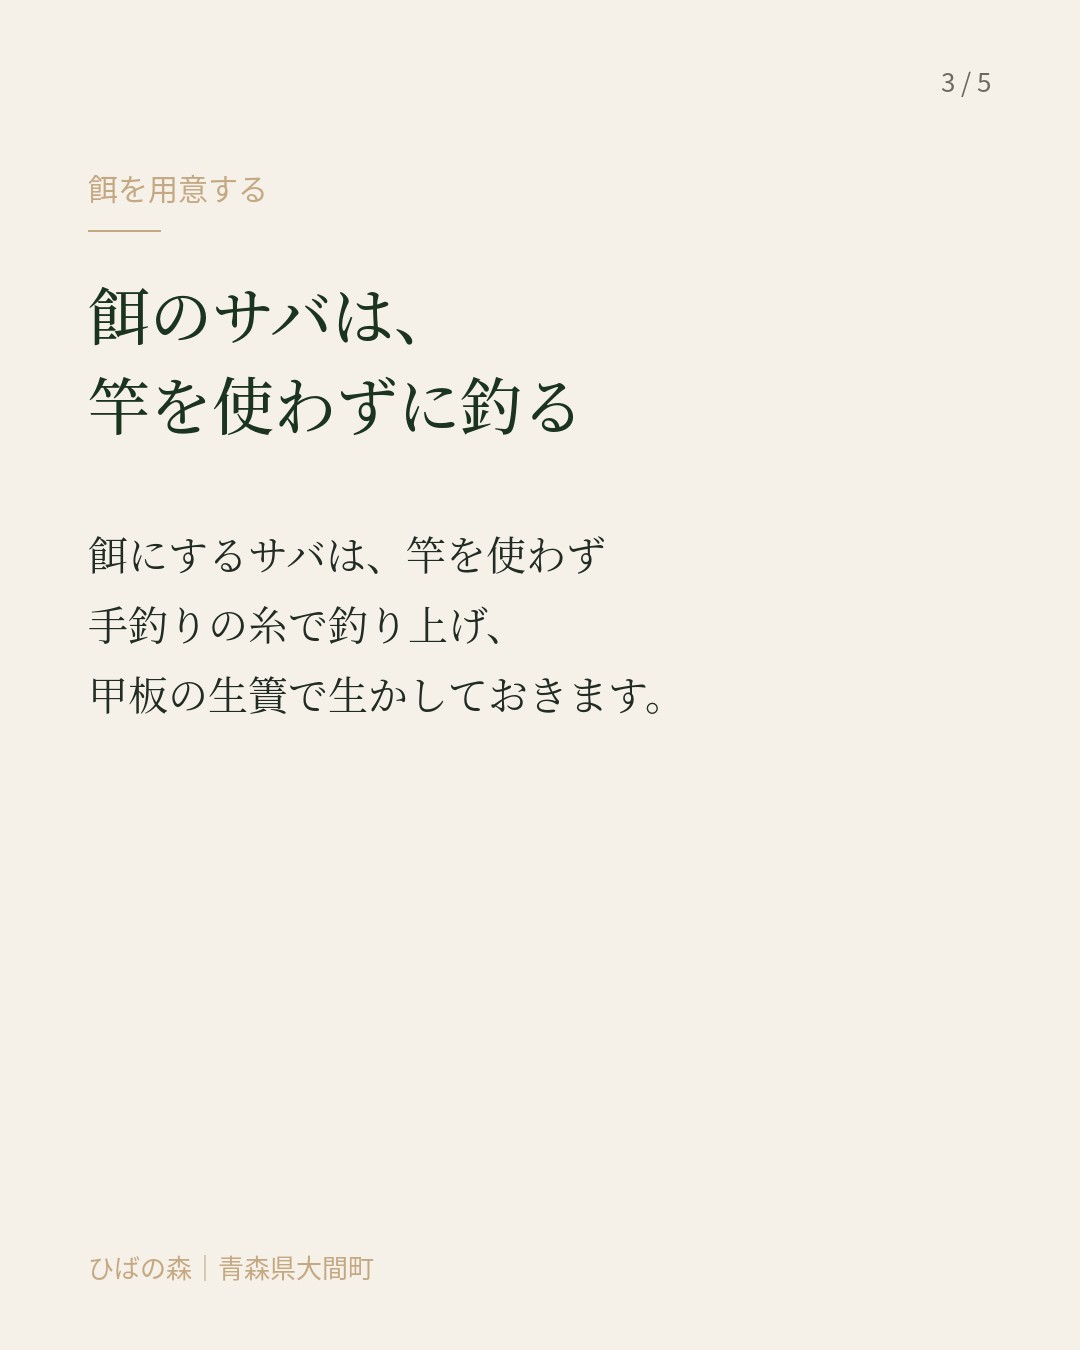 3 / 5
餌を用意する
餌のサバは、
竿を使わずに釣る
餌にするサバは、竿を使わず
手釣りの糸で釣り上げ、
甲板の生簀で生かしておきます。
ひばの森｜青森県大間町